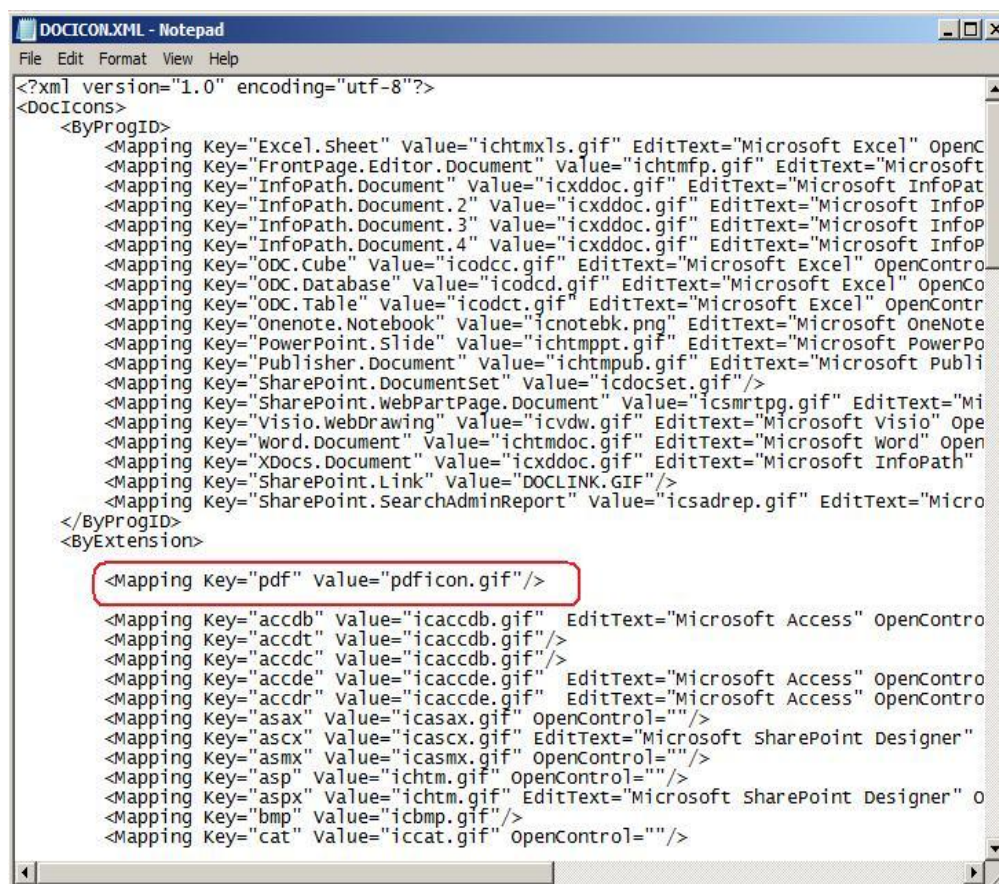 DOCICON.XML - Notepad
File Edit Format View Help
<?xml version="1.0" encoding="utf-8"?>
<DocIcons>
<ByProgID>
<Mapping Key="Excel.Sheet" Value="ichtmxls.gif" EditText="Microsoft Excel" OpenC
<Mapping Key="FrontPage.Editor.Document" Value="ichtmfp.gif" EditText="Microsoft
<Mapping Key="InfoPath.Document" Value="icxddoc.gif" EditText="Microsoft InfoPat
<Mapping Key="InfoPath.Document.2" Value="icxddoc.gif" EditText="Microsoft InfoP
<Mapping Key="InfoPath.Document.3" Value="icxddoc.gif" EditText="Microsoft InfoP
<Mapping Key="InfoPath.Document.4" Value="icxddoc.gif" EditText="Microsoft InfoP
<Mapping Key="ODC.Cube" Value="icodcc.gif" EditText="Microsoft Excel" OpenContro
<Mapping Key="ODC.Database" Value="icodcd.gif" EditText="Microsoft Excel" OpenCo
<Mapping Key="ODC.Table" Value="icodct.gif" EditText="Microsoft Excel" OpenContr
<Mapping Key="Onenote.Notebook" Value="icnotebk.png" EditText="Microsoft OneNote
<Mapping Key="PowerPoint.Slide" Value="ichtmppt.gif" EditText="Microsoft PowerPo
<Mapping Key="Publisher.Document" Value="ichtmpub.gif" EditText="Microsoft Publi
<Mapping Key="SharePoint.DocumentSet" Value="icdocset.gif"/>
<Mapping Key="SharePoint.WebPartPage.Document" Value="icsmrtpg.gif" EditText="Mi
<Mapping Key="Visio.WebDrawing" Value="icvdw.gif" EditText="Microsoft Visio" Ope
<Mapping Key="Word.Document" Value="ichtmdoc.gif" EditText="Microsoft Word" Open
<Mapping Key="XDocs.Document" Value="icxddoc.gif" EditText="Microsoft InfoPath"
<Mapping Key="SharePoint.Link" Value="DOCLINK.GIF"/>
<Mapping Key="SharePoint.SearchAdminReport" Value="icsadrep.gif" EditText="Micro
</ByProgID>
<ByExtension>
<Mapping Key="pdf" Value="pdficon.gif"/>
<Mapping Key="accdb" Value="icaccdb.gif" EditText="Microsoft Access" OpenContro
<Mapping Key="accdt" Value="icaccdb.gif"/>
<Mapping Key="accdc" Value="icaccdb.gif"/>
<Mapping Key="accde" Value="icaccde.gif" EditText="Microsoft Access" OpenContro
<Mapping Key="accdr" Value="icaccde.gif" EditText="Microsoft Access" OpenContro
<Mapping Key="asax" Value="icasax.gif" OpenControl=""/>
<Mapping Key="ascx" Value="icascx.gif" EditText="Microsoft SharePoint Designer"
<Mapping Key="asmx" Value="icasmx.gif" OpenControl=""/>
<Mapping Key="asp" Value="ichtm.gif" OpenControl=""/>
<Mapping Key="aspx" Value="ichtm.gif" EditText="Microsoft SharePoint Designer" O
<Mapping Key="bmp" Value="icbmp.gif"/>
<Mapping Key="cat" Value="iccat.gif" OpenControl=""/>